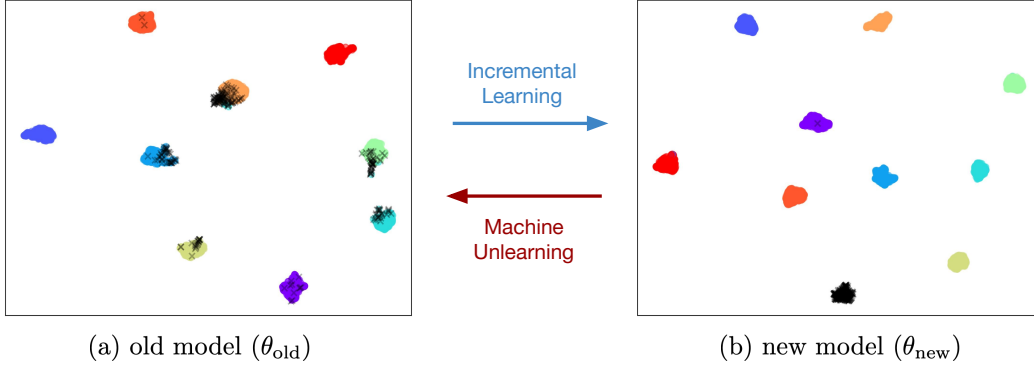 Incremental
Learning
Machine
Unlearning
(a) old model (θold)
(b) new model (θnew)